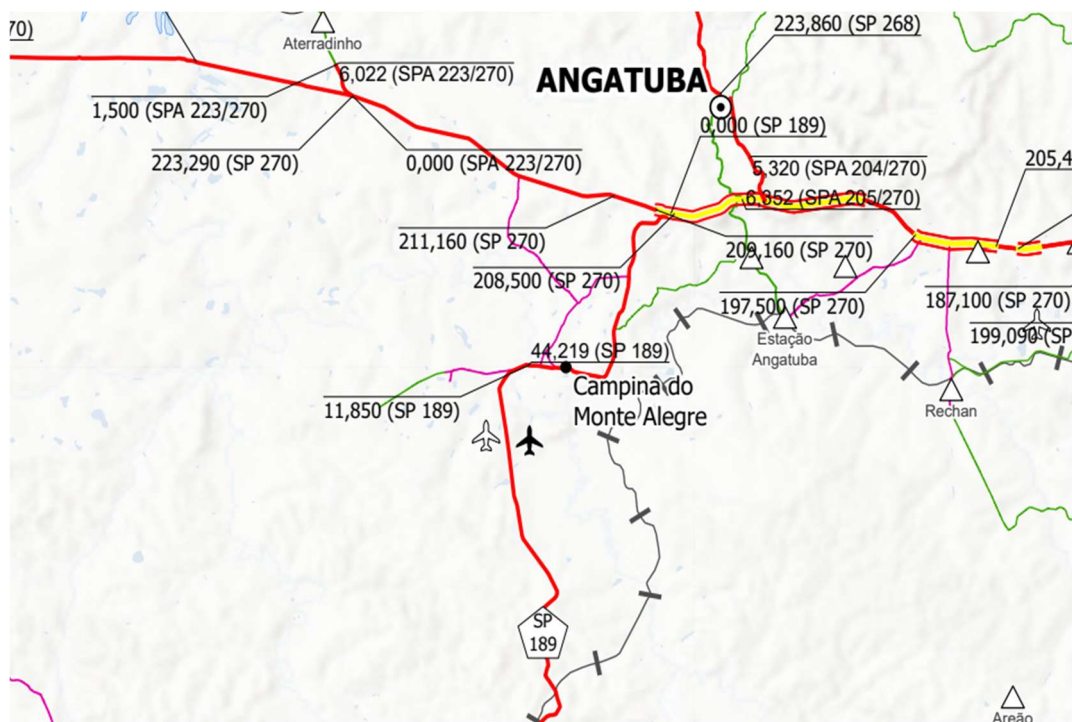 70)
223,860 (SP 268)
Aterradinho
6,022 (SPA 223/270)
ANGATUBA
1,500 (SPA 223/270)
0,000 (SP 189)
223,290 (SP 270)
0,000 (SPA 223/270)
5,320 (SPA 204/270)
205,4
6,352 (SPA 205/270)
211,160 (SP 270)
209,160 (SP 270)
208,500 (SP 270)
197,500 (SP 270)
187,100 (SP 270)
199,090 (SP
Estação
Angatuba
44,219 (SP 189)
Campina do
Monte Alegre
11,850 (SP 189)
Rechan
SP
189
Areão